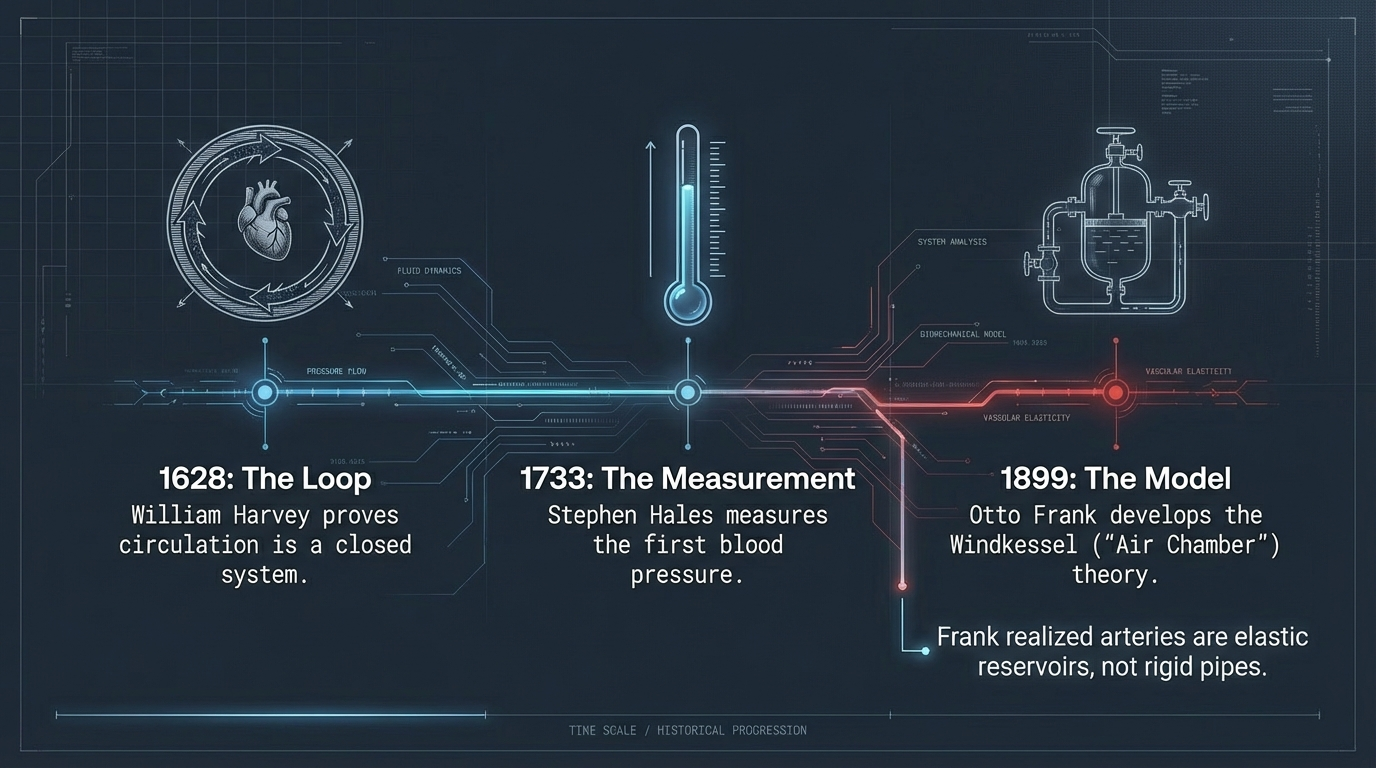 FLUID DYNAMICS
SYSTEM ANALYSIS
PRESSURE FLOW
VASCULAR ELASTICITY
VASSOLAR ELASTICITY
1628: The Loop
William Harvey proves
circulation is a closed
system.
1733: The Measurement
Stephen Hales measures
the first blood
pressure.
1899: The Model
Otto Frank develops the
Windkessel (“Air Chamber”)
theory.
Frank realized arteries are elastic
reservoirs, not rigid pipes.
TIME SCALE / HISTORICAL PROGRESSION